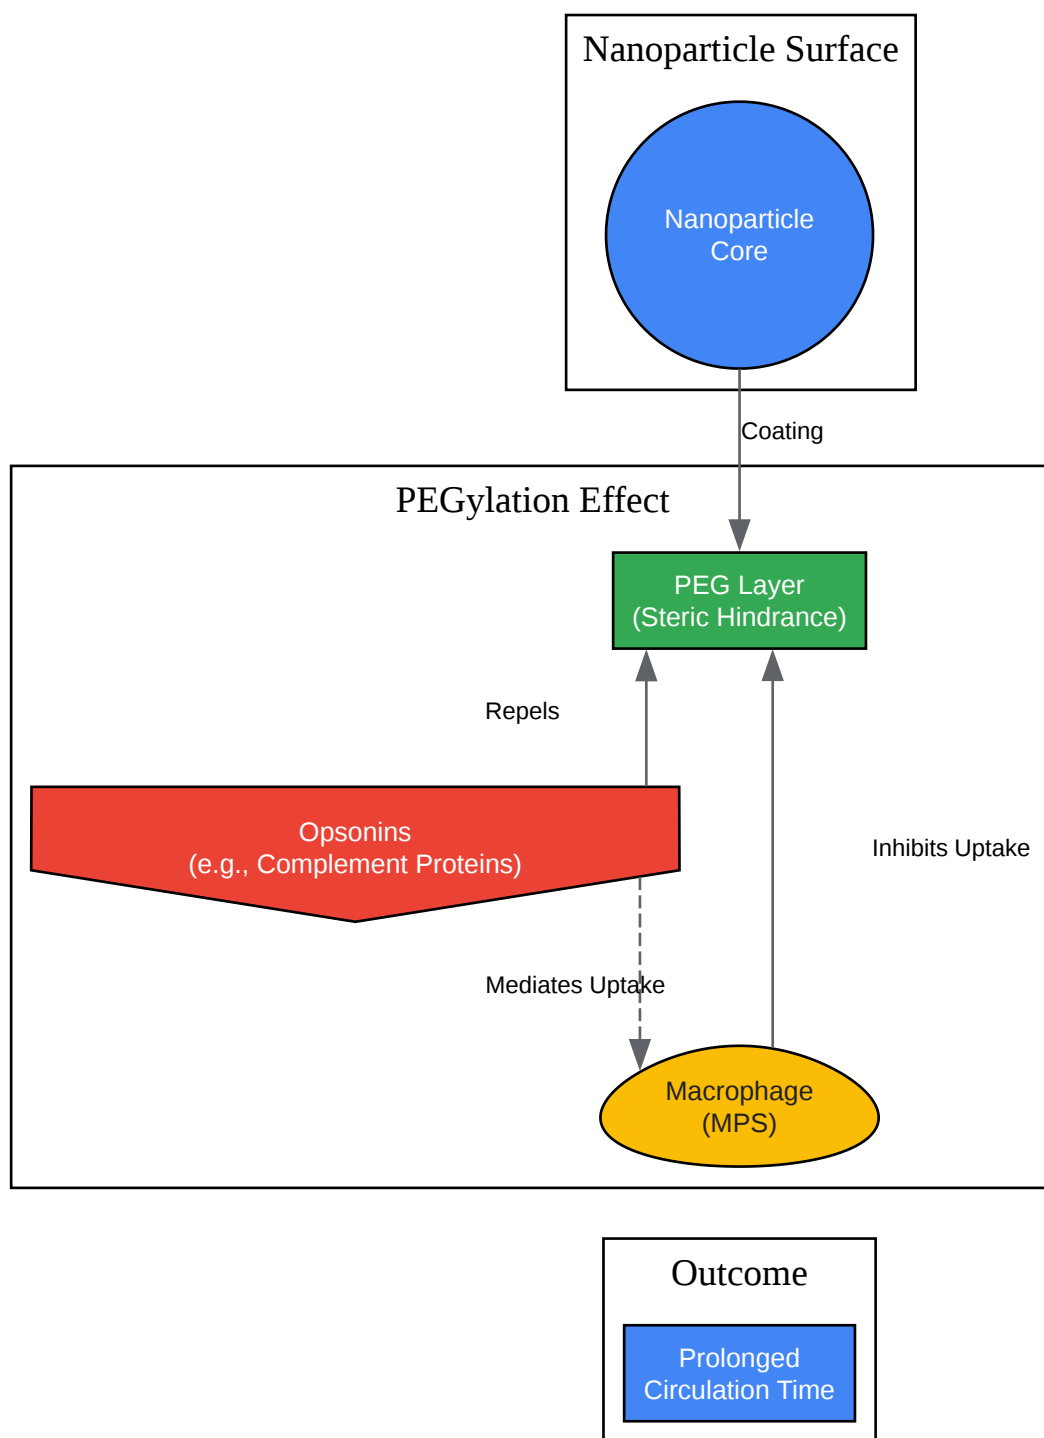 Nanoparticle Surface
Nanoparticle
Core
Coating
PEGylation Effect
PEG Layer
(Steric Hindrance)
Repels
Opsonins
(e.g., Complement Proteins)
Inhibits Uptake
Mediates Uptake
Macrophage
(MPS)
Outcome
Prolonged
Circulation Time